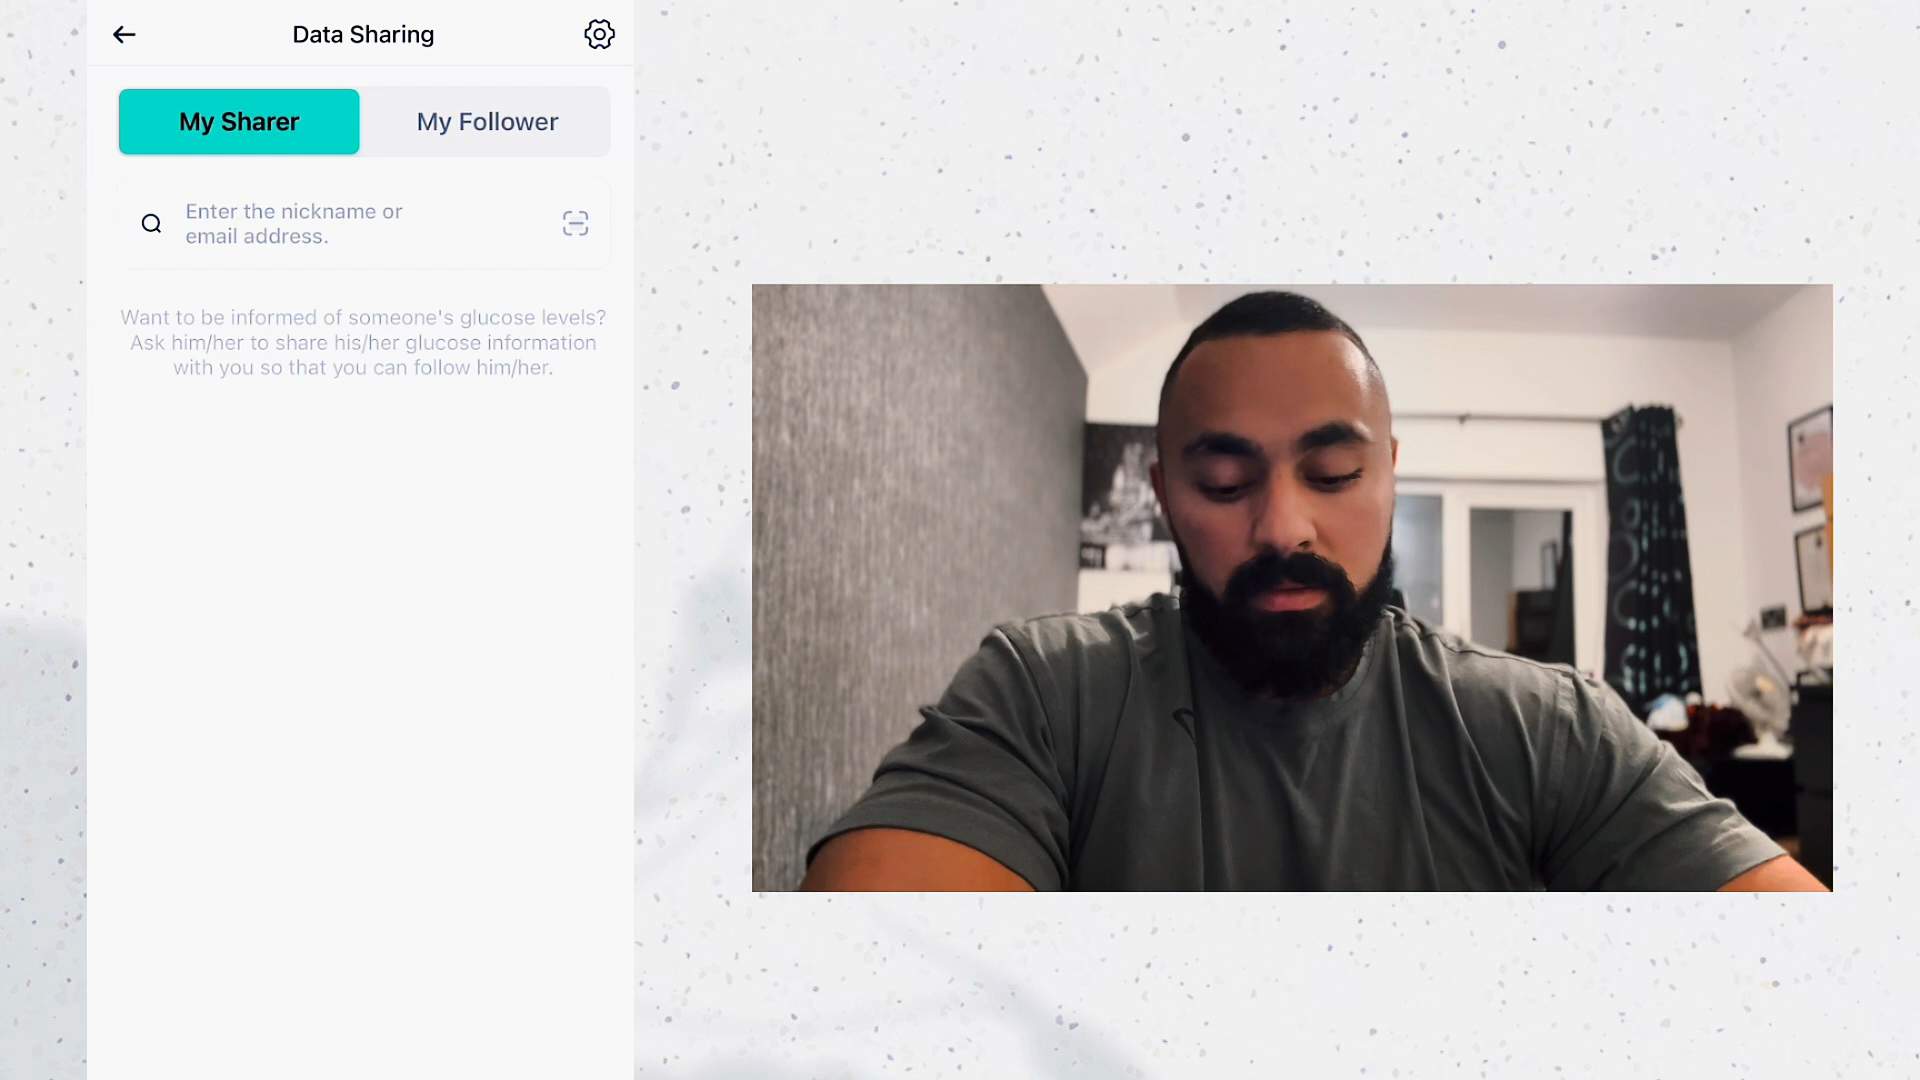 Data Sharing
My Sharer
My Follower
Enter the nickname or
email address.
Want to be informed of someone's glucose levels?
Ask him/her to share his/her glucose information
with you so that you can follow him/her.